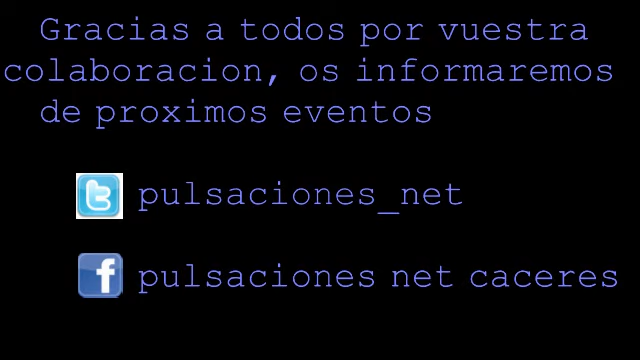 Gracias a todos por vuestra
colaboracion, os informaremos
de proximos eventos
pulsaciones_net
pulsaciones net caceres